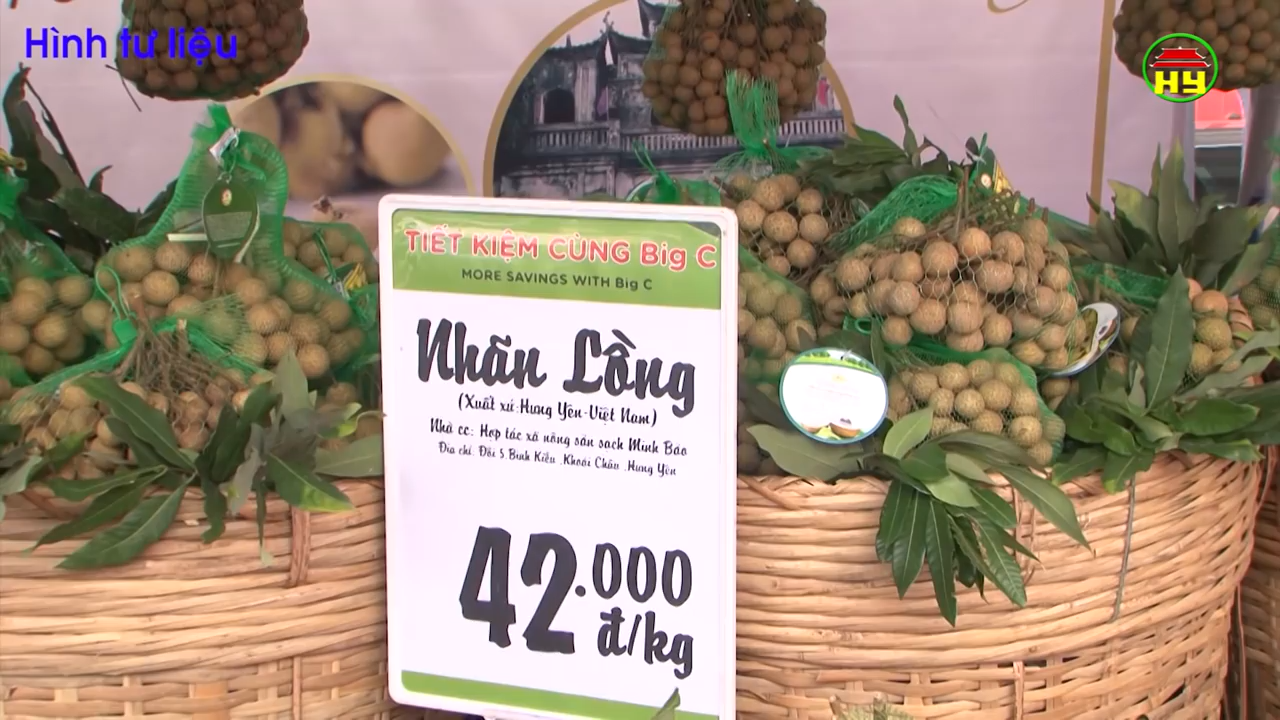 Hình tư liệu
HY
TIẾT KIỆM CÙNG Big C
MORE SAVINGS WITH Big C
Nhãn Lồng
(Xuất xứ:Hưng Yên-Việt Nam)
Nhà cc: Hợp tác xã nông sản sạch Minh Bảo
Địa chỉ: Đội 5,Bình Kiều ,Khoái Châu ,Hưng Yên
42.000
đ/kg